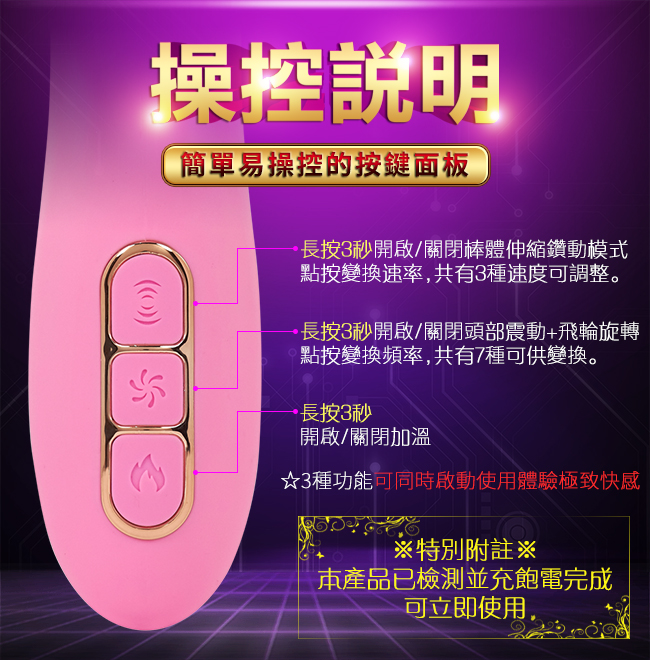 操控説明
簡單易操控的按鍵面板
長按3秒開啟/關閉棒體伸縮鑽動模式
點按變換速率,共有3種速度可調整。
長按3秒開啟/關閉頭部震動+飛輪旋轉
點按變換頻率,共有7種可供變換。
長按3秒
開啟/關閉加溫
☆3種功能可同時啟動使用體驗極致快感
※特別附註※
本產品已檢測並充飽電完成
可立即使用